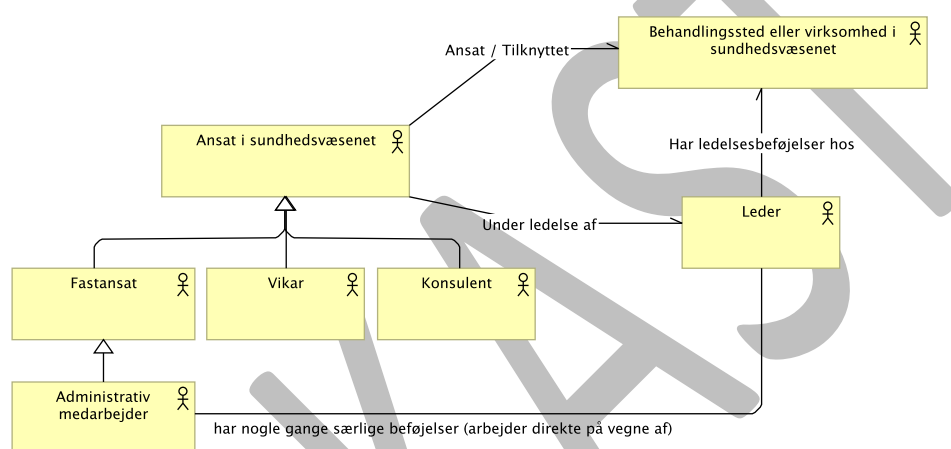 Behandlingssted eller virksomhed i
sundhedsvæsenet
Ansat / Tilknyttet
Ansat i sundhedsvæsenet
Har ledelsesbeføjelser hos
Under ledelse af
Leder
Fastansat
Vikar
Konsulent
Administrativ
medarbejder
har nogle gange særlige beføjelser (arbejder direkte på vegne af)